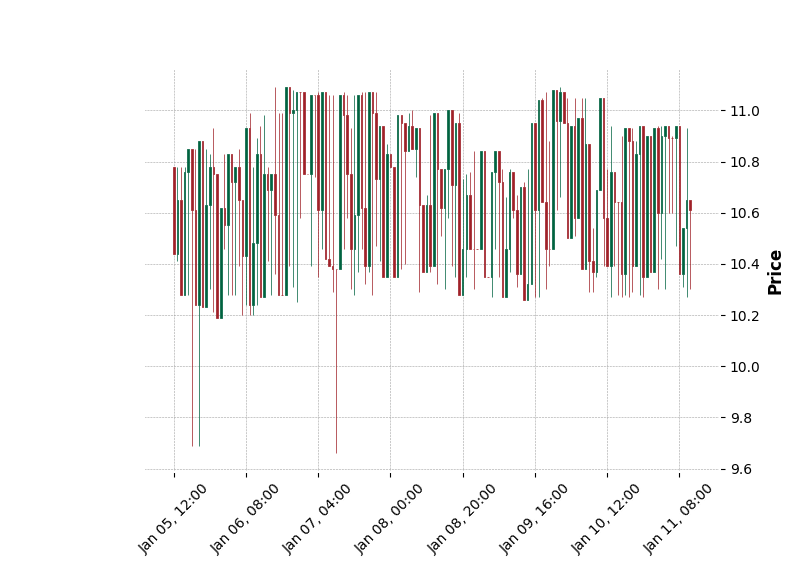 11.0
10.8
10.6
10.4
10.2
10.0
9.8
9.6
Price
Jan 05, 12:00
Jan 06, 08:00
Jan 07, 04:00
Jan 08, 00:00
Jan 08, 20:00
Jan 09, 16:00
Jan 10, 12:00
Jan 11, 08:00